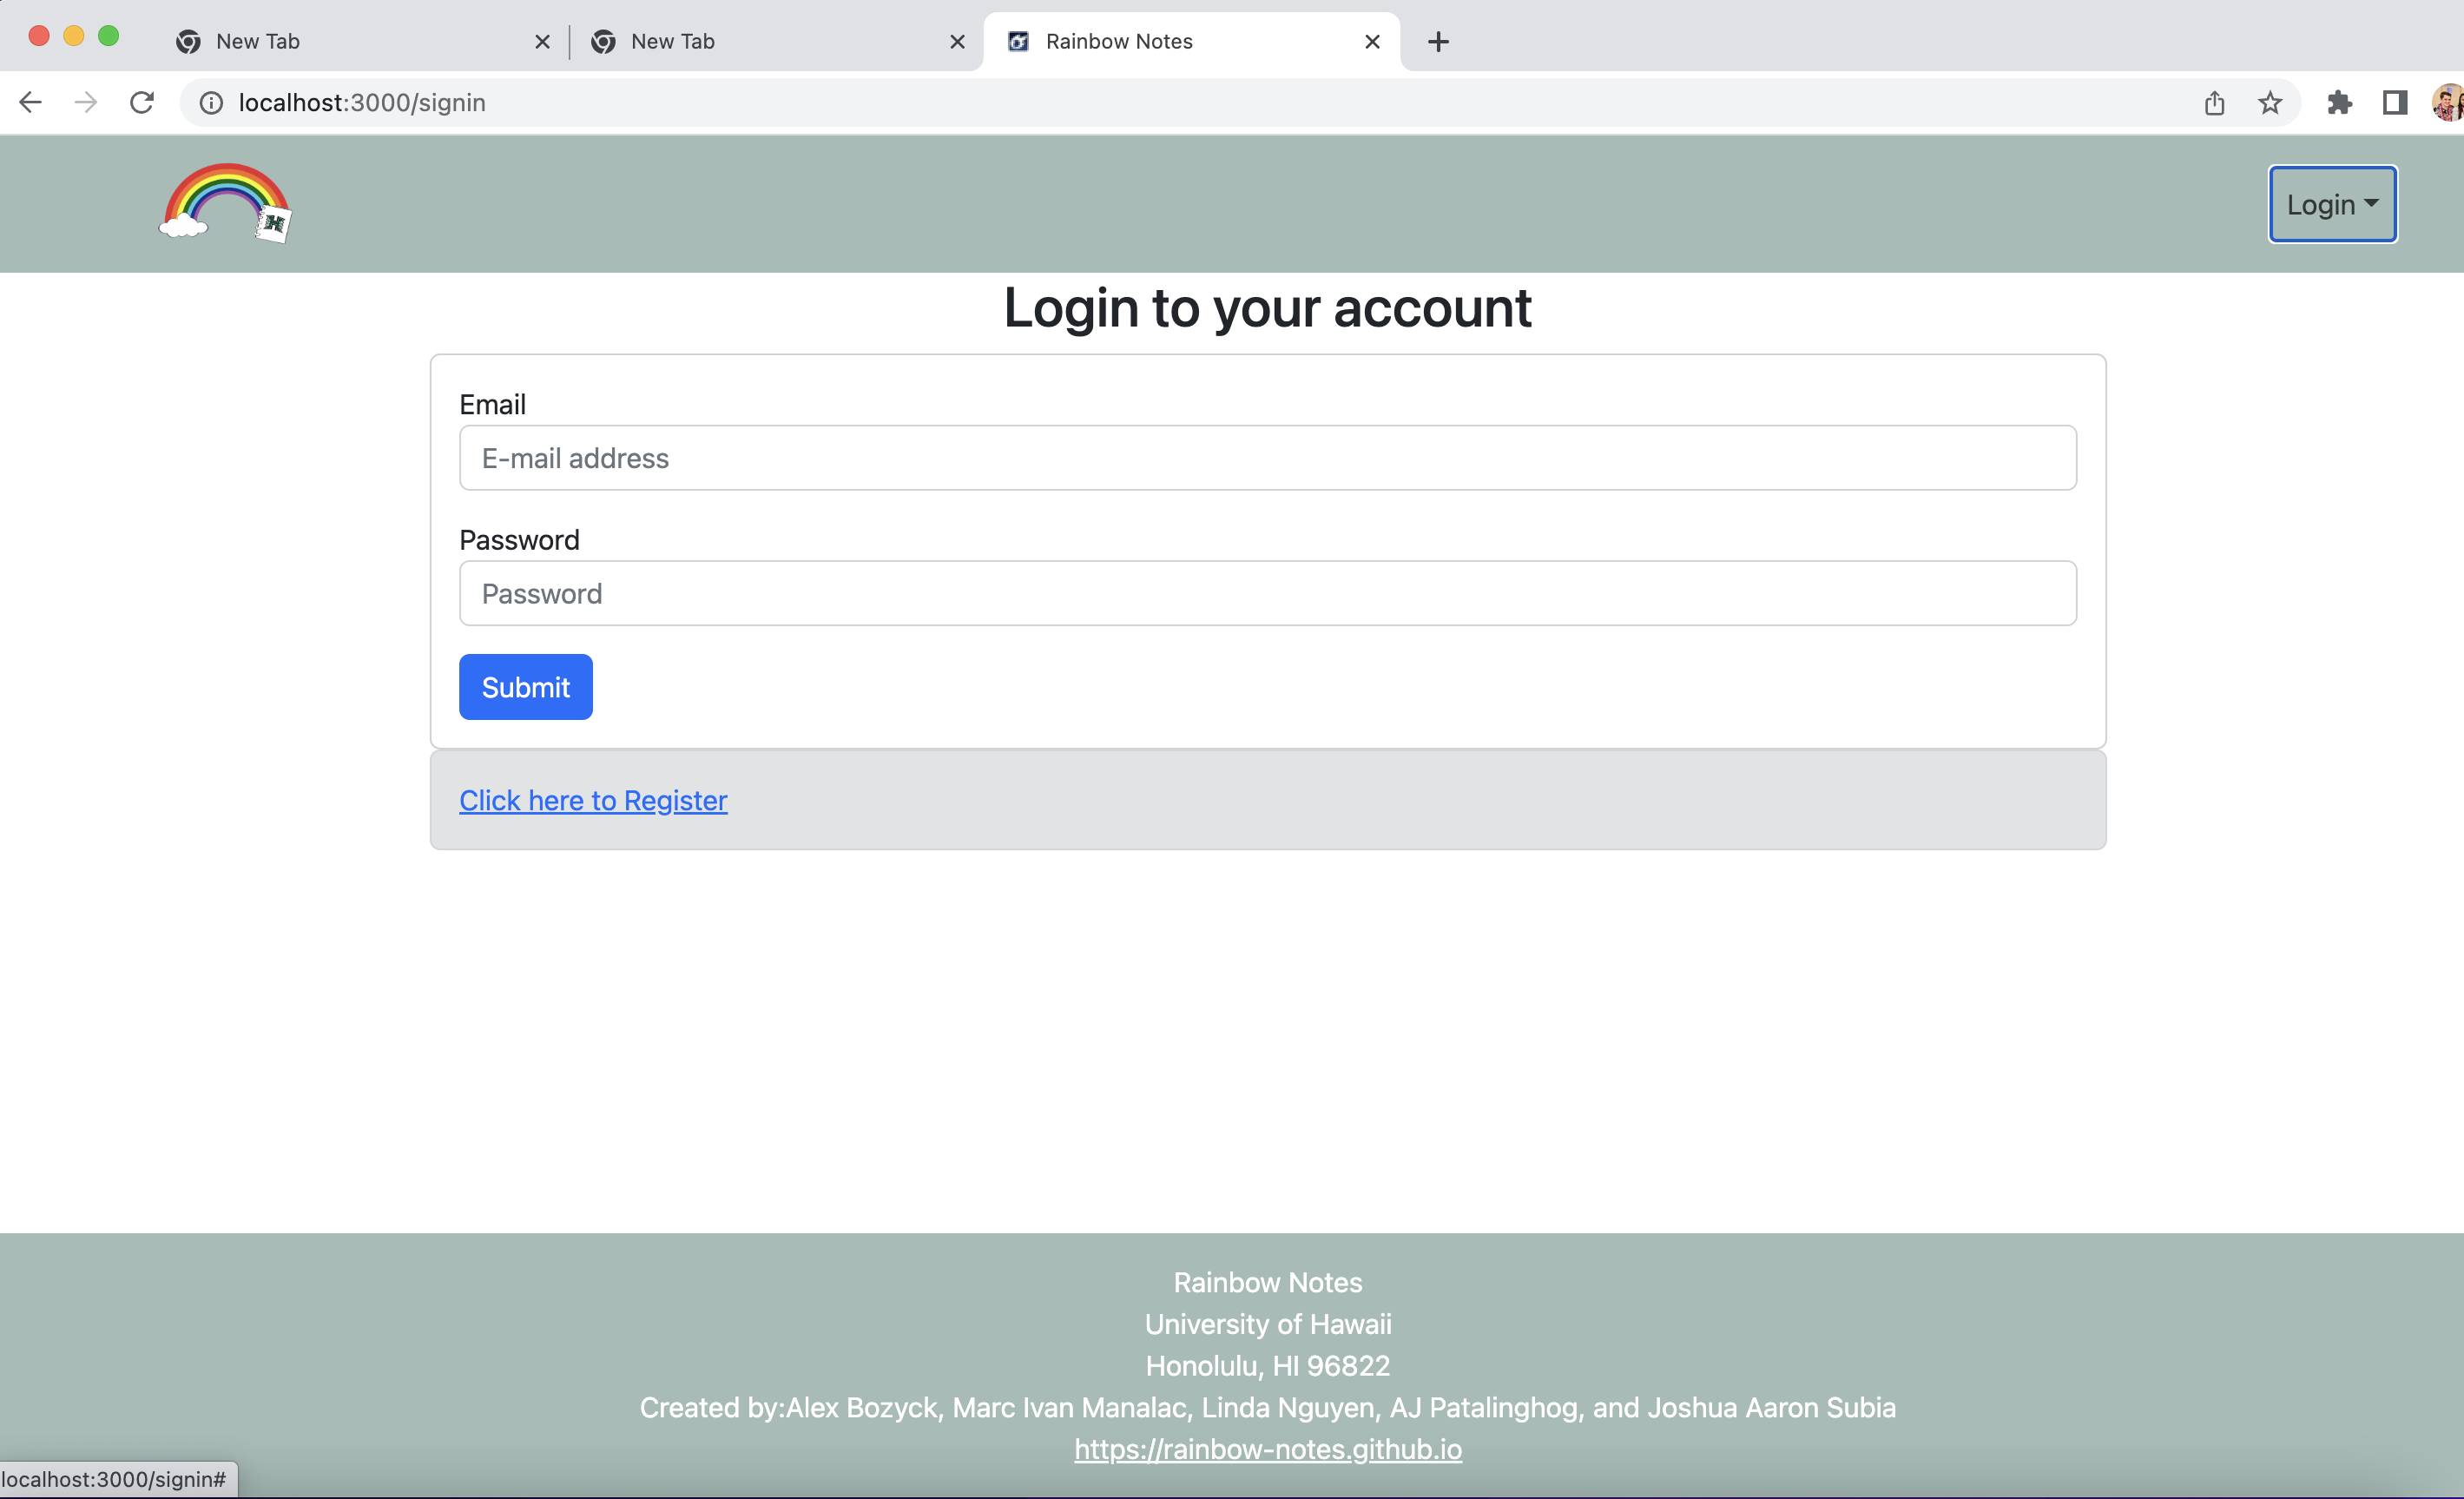 New Tab
New Tab
Rainbow Notes
localhost:3000/signin
H
Login
Login to your account
Email
E-mail address
Password
Password
Submit
Click here to Register
Rainbow Notes
University of Hawaii
Honolulu, HI 96822
Created by:Alex Bozyck, Marc Ivan Manalac, Linda Nguyen, AJ Patalinghog, and Joshua Aaron Subia
https://rainbow-notes.github.io
localhost:3000/signin#